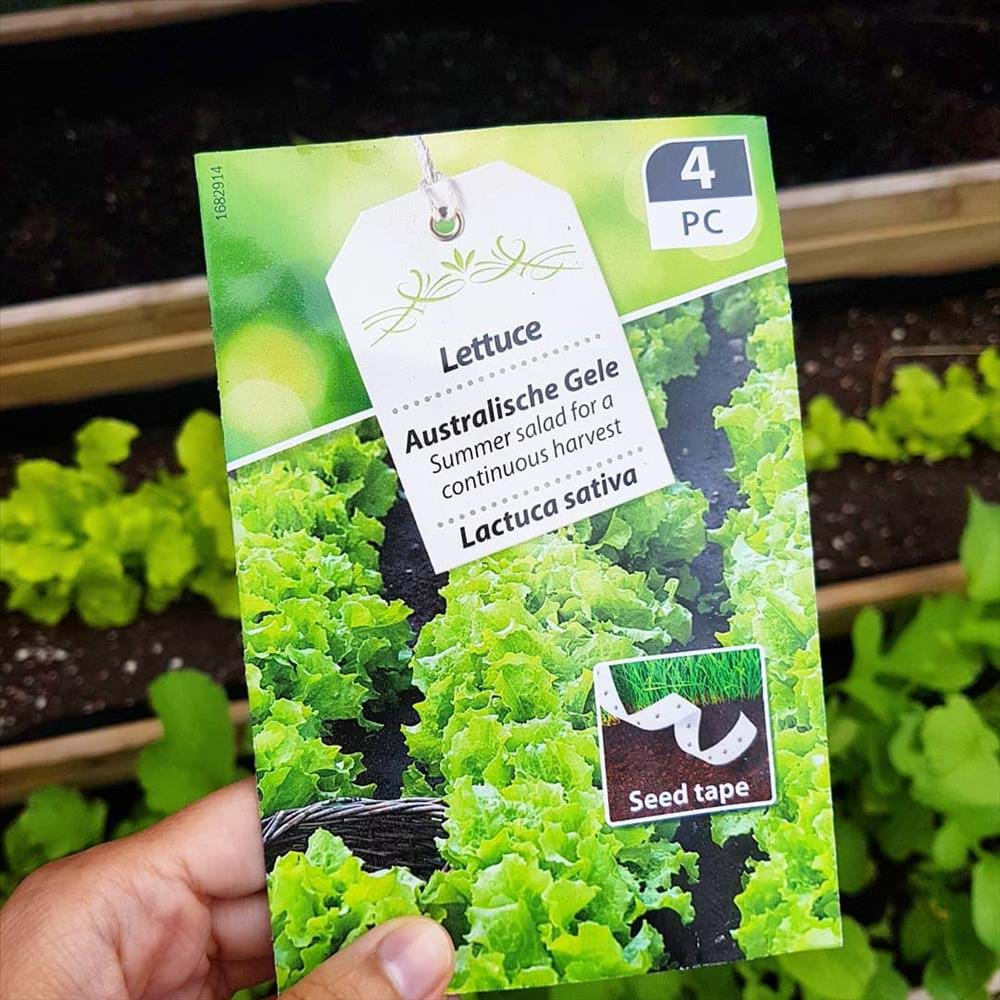 1682914
4
PC
Lettuce
Australische Gele
Summer salad for a
continuous harvest
Lactuca sativa
Seed tape